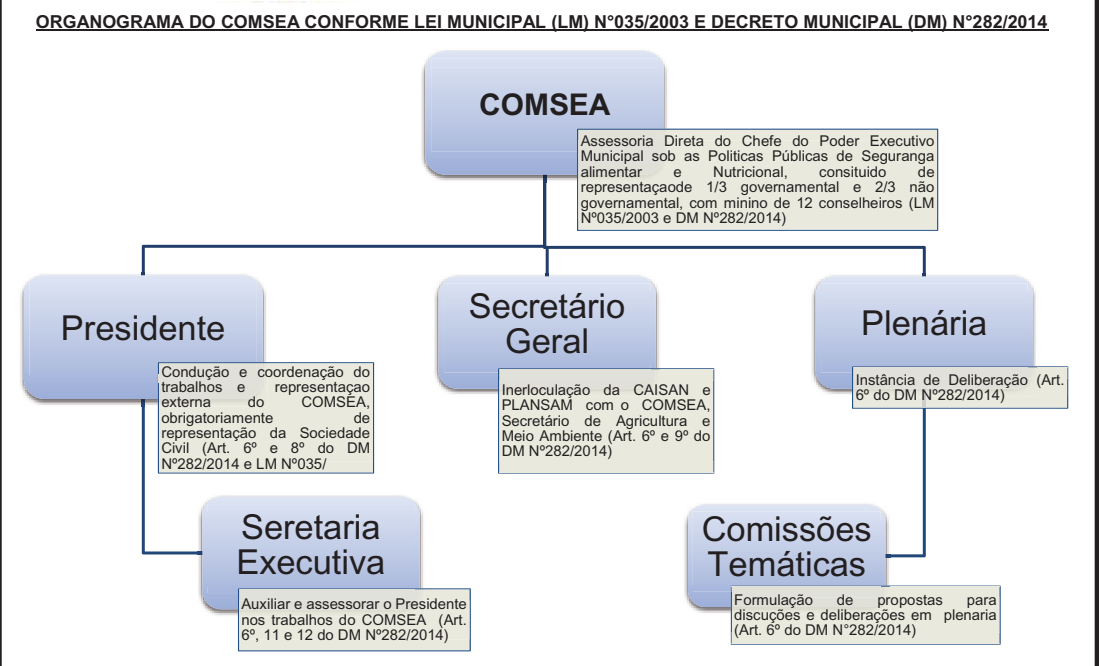 ORGANOGRAMA DO COMSEA CONFORME LEI MUNICIPAL (LM) N°035/2003 E DECRETO MUNICIPAL (DM) N°282/2014
COMSEA
Assessoria Direta do Chefe do Poder Executivo
Municipal sob as Politicas Públicas de Seguranga
alimentar e Nutricional, consituido de
representaçaode 1/3 governamental e 2/3 não
governamental, com minino de 12 conselheiros (LM
Nº035/2003 e DM Nº282/2014)
Presidente
Condução e coordenação do
trabalhos e representaçao
externa do COMSEA,
obrigatoriamente de
representação da Sociedade
Civil (Art. 6º e 8º do DM
Nº282/2014 e LM Nº035/
Secretário
Geral
Inerloculação da CAISAN e
PLANSAM com o COMSEA,
Secretário de Agricultura e
Meio Ambiente (Art. 6º e 9º do
DM Nº282/2014)
Plenária
Instância de Deliberação (Art.
6º do DM Nº282/2014)
Seretaria
Executiva
Auxiliar e assessorar o Presidente
nos trabalhos do COMSEA (Art.
6º, 11 e 12 do DM Nº282/2014)
Comissões
Temáticas
Formulação de propostas para
discuções e deliberações em plenaria
(Art. 6º do DM N°282/2014)